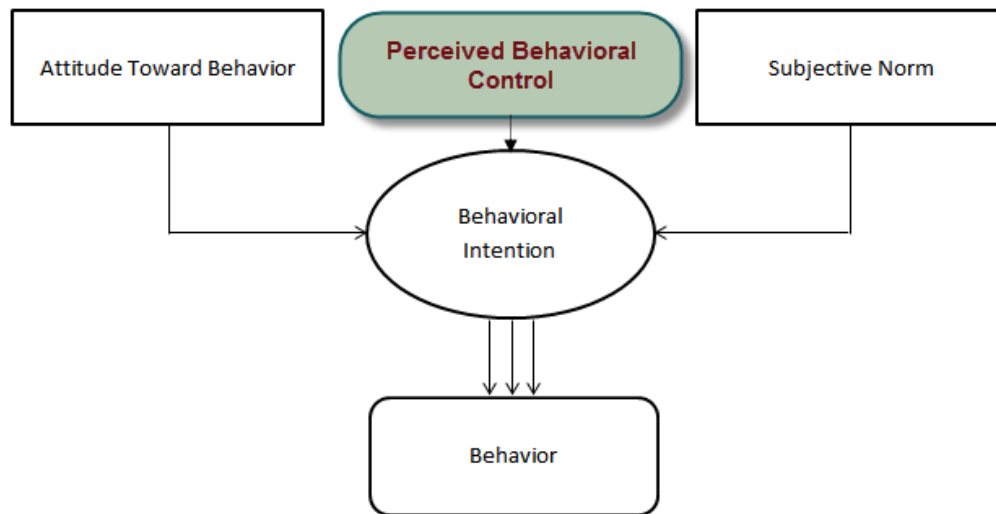 Attitude Toward Behavior
Perceived Behavioral
Control
Subjective Norm
Behavioral
Intention
Behavior